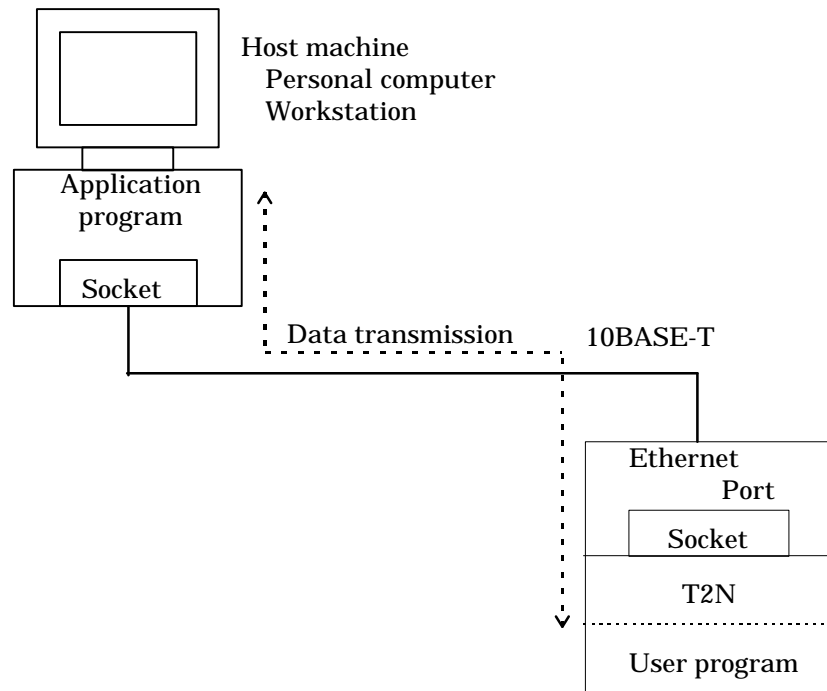 Host machine
Personal computer
Workstation
Application
program
Socket
Data transmission
10BASE-T
Ethernet
Port
Socket
T2N
User program